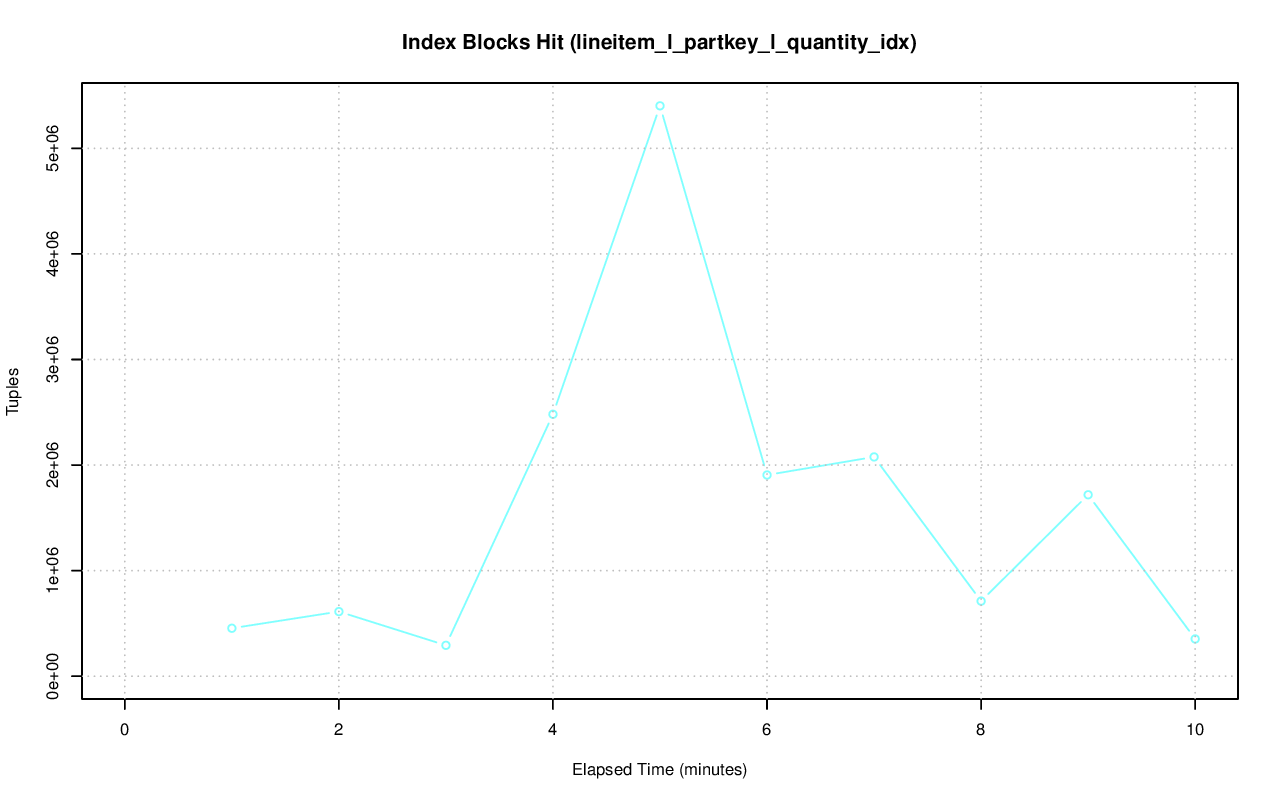 Index Blocks Hit (lineitem_l_partkey_l_quantity_idx)
5e+06
4e+06
3e+06
2e+06
1e+06
0e+00
Tuples
0 2 4 6 8 10
Elapsed Time (minutes)